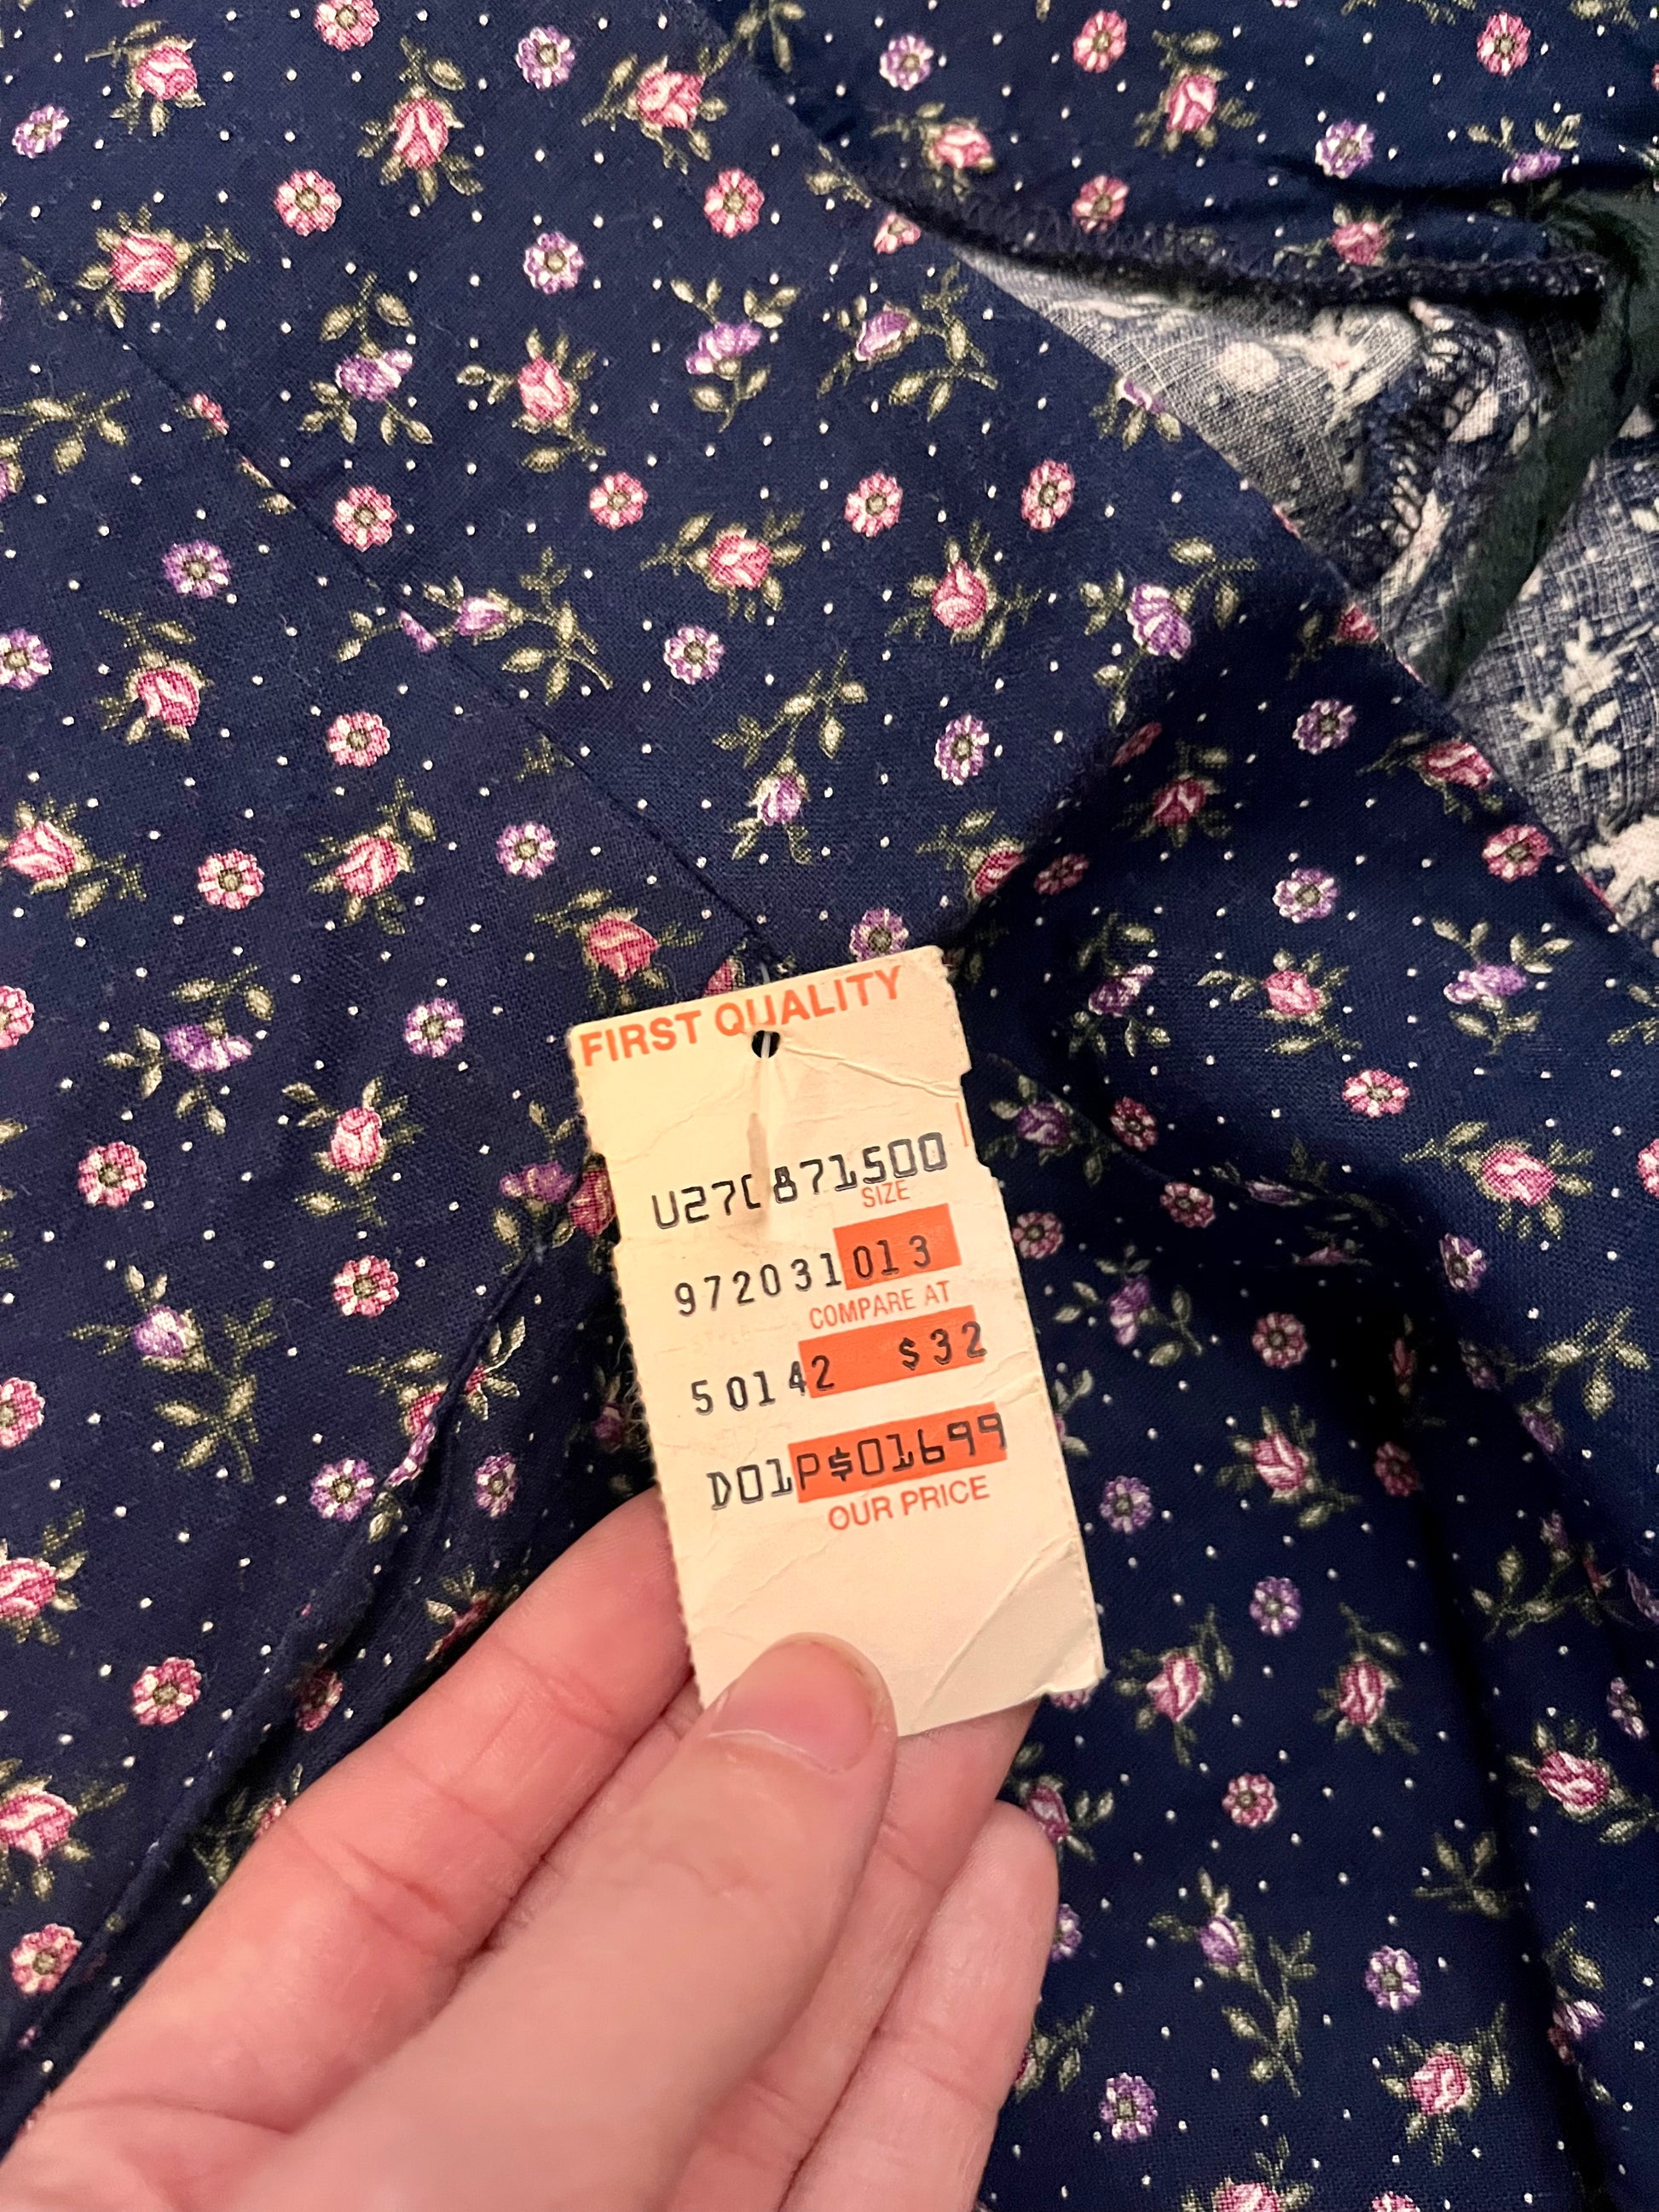 FIRST QUALITY
U270871500
SIZE
972031013
COMPARE AT
50142 $32
D01P$01699
OUR PRICE